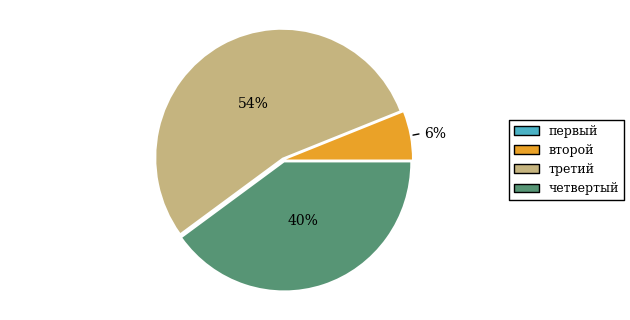 54%
6%
40%
первый
второй
третий
четвертый